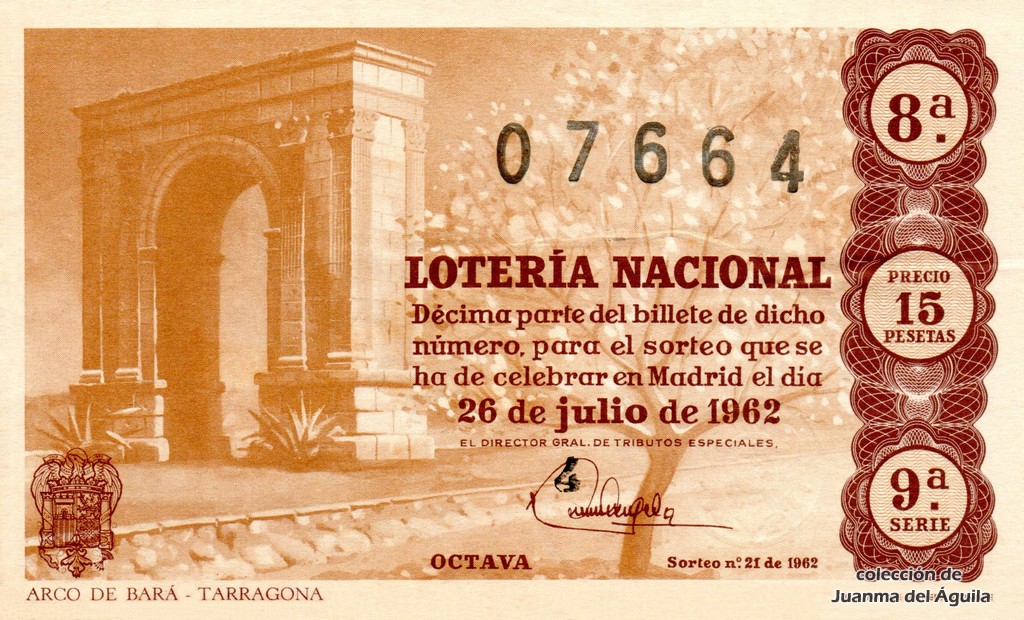 07664
8ª.
LOTERÍA NACIONAL
Décima parte del billete de dicho
número, para el sorteo que se
ha de celebrar en Madrid el día
26 de julio de 1962
EL DIRECTOR GRAL. DE TRIBUTOS ESPECIALES,
PRECIO
15
PESETAS
9ª.
SERIE
OCTAVA
Sorteo nº. 21 de 1962
ARCO DE BARÁ - TARRAGONA
colección de
Juanma del Águila